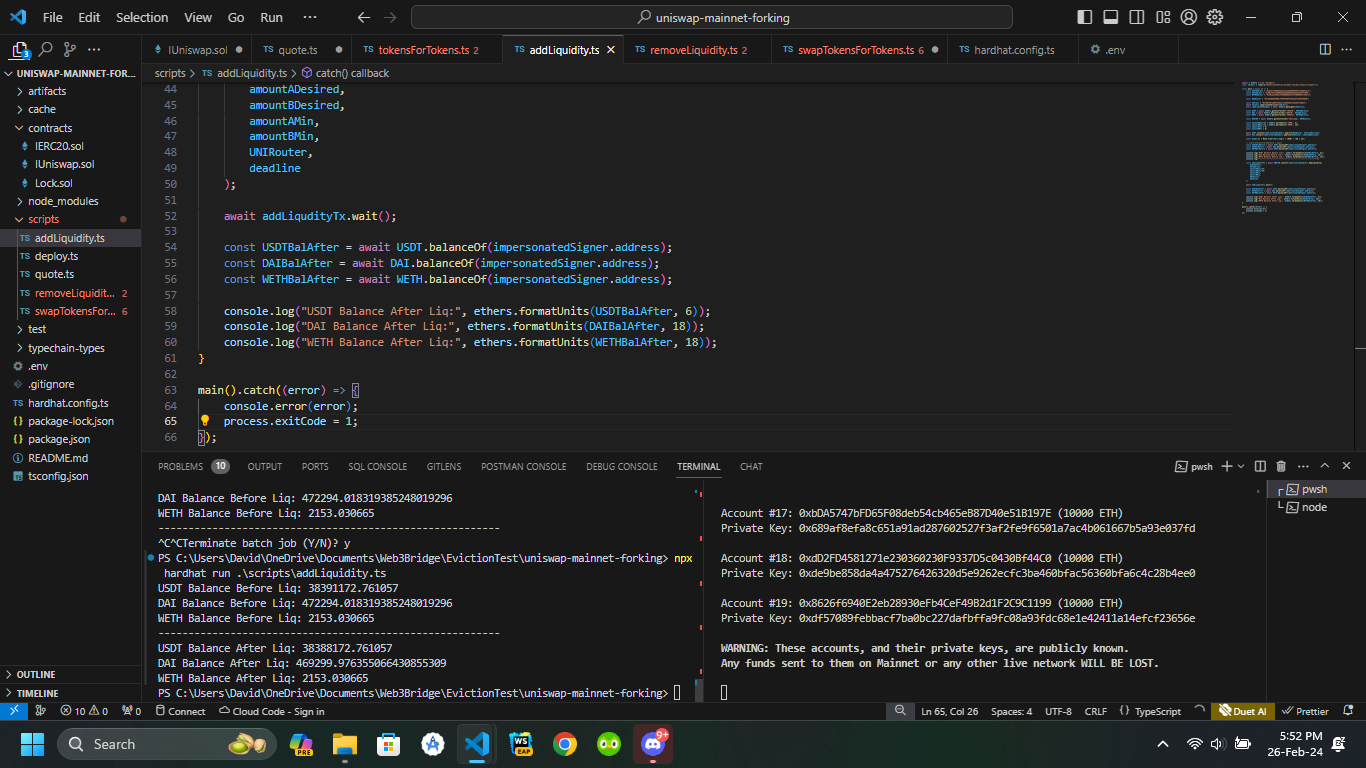 File Edit Selection View Go Run ··· uniswap-mainnet-forking
IUniswap.sol quote.ts tokensForTokens.ts 2 addLiquidity.ts removeLiquidity.ts 2 swapTokensForTokens.ts 6 hardhat.config.ts .env
UNISWAP-MAINNET-FOR...
artifacts
cache
contracts
IERC20.sol
IUniswap.sol
Lock.sol
node_modules
scripts
TS addLiquidity.ts
TS deploy.ts
TS quote.ts
TS removeLiquidit... 2
TS swapTokensFor... 6
test
typechain-types
.env
.gitignore
TS hardhat.config.ts
package-lock.json
package.json
README.md
tsconfig.json
OUTLINE
TIMELINE
scripts > TS addLiquidity.ts > catch() callback
44 amountADesired,
45 amountBDesired,
46 amountAMin,
47 amountBMin,
48 UNIRouter,
49 deadline
50 );
51
52 await addLiqudityTx.wait();
53
54 const USDTBalAfter = await USDT.balanceOf(impersonatedSigner.address);
55 const DAIBalAfter = await DAI.balanceOf(impersonatedSigner.address);
56 const WETHBalAfter = await WETH.balanceOf(impersonatedSigner.address);
57
58 console.log("USDT Balance After Liq:", ethers.formatUnits(USDTBalAfter, 6));
59 console.log("DAI Balance After Liq:", ethers.formatUnits(DAIBalAfter, 18));
60 console.log("WETH Balance After Liq:", ethers.formatUnits(WETHBalAfter, 18));
61 }
62
63 main().catch((error) => {
64 console.error(error);
65 process.exitCode = 1;
66 });
PROBLEMS 10 OUTPUT PORTS SQL CONSOLE GITLENS POSTMAN CONSOLE DEBUG CONSOLE TERMINAL CHAT pwsh
DAI Balance Before Liq: 472294.018319385248019296
WETH Balance Before Liq: 2153.030665
----------------------------------------------------
^C^CTerminate batch job (Y/N)? y
PS C:\Users\David\OneDrive\Documents\Web3Bridge\EvictionTest\uniswap-mainnet-forking> npx
hardhat run .\scripts\addLiquidity.ts
USDT Balance Before Liq: 38391172.761057
DAI Balance Before Liq: 472294.018319385248019296
WETH Balance Before Liq: 2153.030665
----------------------------------------------------
USDT Balance After Liq: 38388172.761057
DAI Balance After Liq: 469299.976355066430855309
WETH Balance After Liq: 2153.030665
PS C:\Users\David\OneDrive\Documents\Web3Bridge\EvictionTest\uniswap-mainnet-forking>
Account #17: 0xbDA5747bFD65F08deb54cb465eB87D40e51B197E (10000 ETH)
Private Key: 0x689af8efa8c651a91ad287602527f3af2fe9f6501a7ac4b061667b5a93e037fd
Account #18: 0xdD2FD4581271e230360230F9337D5c0430Bf44C0 (10000 ETH)
Private Key: 0xde9be858da4a475276426320d5e9262ecfc3ba460bfac56360bfa6c4c28b4ee0
Account #19: 0x8626f6940E2eb28930eFb4CeF49B2d1F2C9C1199 (10000 ETH)
Private Key: 0xdf57089febbacf7ba0bc227dafbffa9fc08a93fdc68e1e42411a14efcf23656e
WARNING: These accounts, and their private keys, are publicly known.
Any funds sent to them on Mainnet or any other live network WILL BE LOST.
pwsh
node
10 0 0 Connect Cloud Code - Sign in Ln 65, Col 26 Spaces: 4 UTF-8 CRLF TypeScript Duet AI Prettier
Search PRE WS EAP 9+ 5:52 PM
26-Feb-24